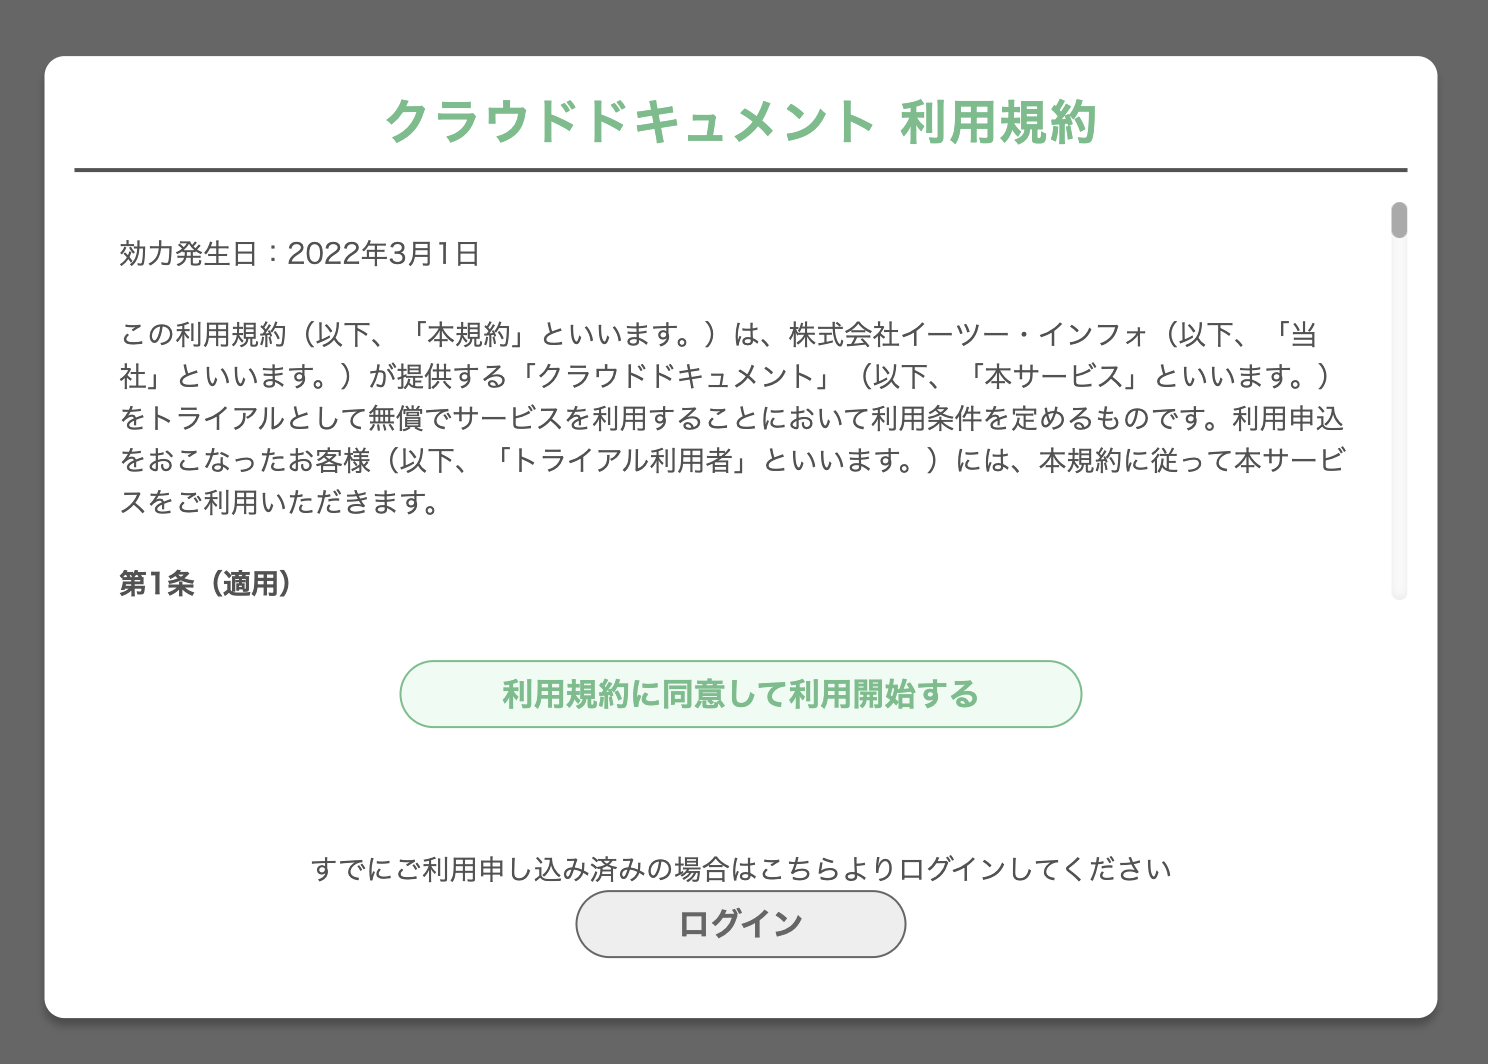 クラウドドキュメント 利用規約
効力発生日：2022年3月1日
この利用規約（以下、「本規約」といいます。）は、株式会社イーツー・インフォ（以下、「当
社」といいます。）が提供する「クラウドドキュメント」（以下、「本サービス」といいます。）
をトライアルとして無償でサービスを利用することにおいて利用条件を定めるものです。利用申込
をおこなったお客様（以下、「トライアル利用者」といいます。）には、本規約に従って本サービ
スをご利用いただきます。
第1条（適用）
利用規約に同意して利用開始する
すでにご利用申し込み済みの場合はこちらよりログインしてください
ログイン